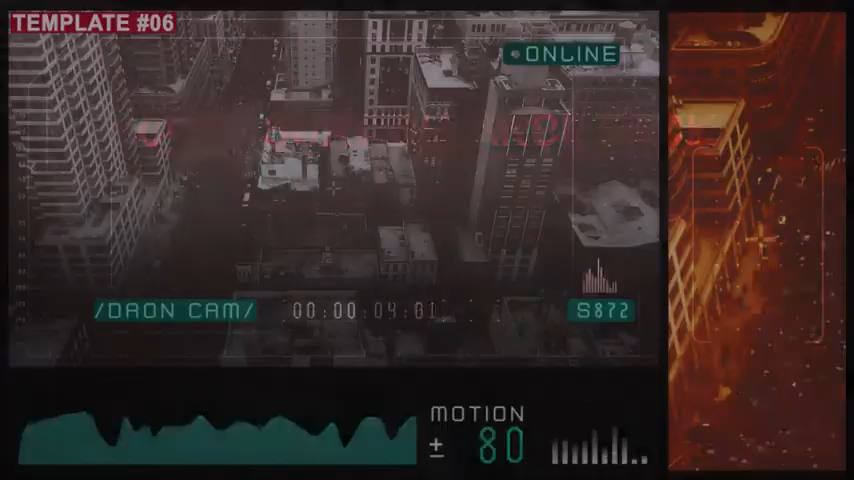 TEMPLATE #06
ONLINE
/DRON CAM/
00:00:04:01
S872
MOTION
± 80